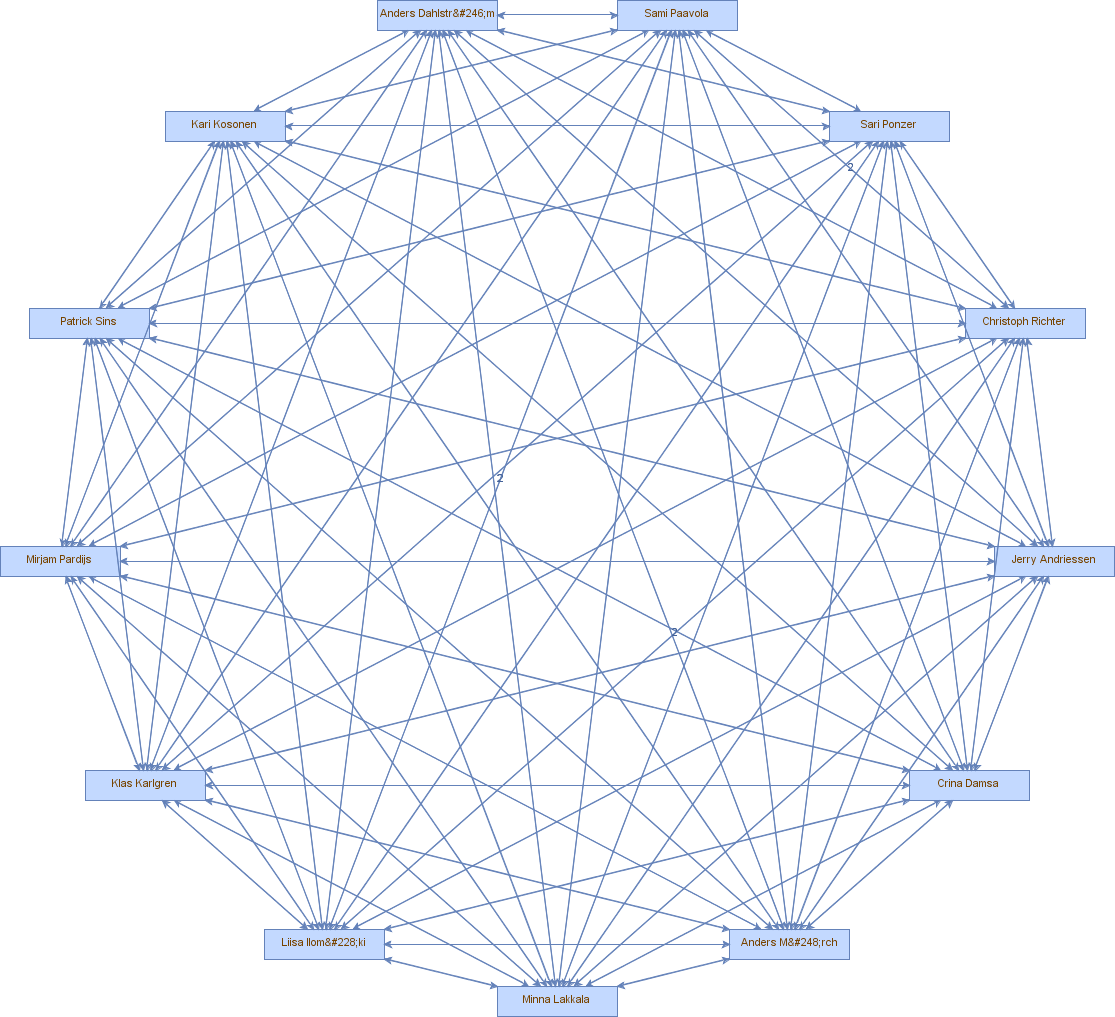 Anders Dahlstr&#246;m
Sami Paavola
Kari Kosonen
Sari Ponzer
2
Patrick Sins
Christoph Richter
2
Mirjam Pardijs
Jerry Andriessen
2
Klas Karlgren
Crina Damsa
Liisa Ilom&#228;ki
Anders M&#248;rch
Minna Lakkala